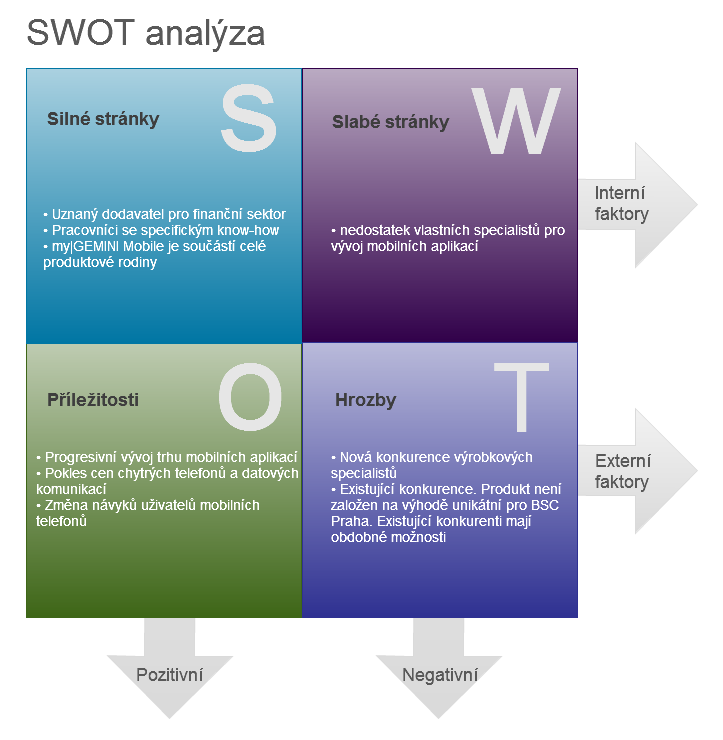 SWOT analýza
S
Silné stránky
• Uznaný dodavatel pro finanční sektor
• Pracovníci se specifickým know-how
• my|GEMINI Mobile je součástí celé
produktové rodiny
W
Slabé stránky
• nedostatek vlastních specialistů pro
vývoj mobilních aplikací
Interní
faktory
O
Příležitosti
• Progresivní vývoj trhu mobilních aplikací
• Pokles cen chytrých telefonů a datových
komunikací
• Změna návyků uživatelů mobilních
telefonů
T
Hrozby
• Nová konkurence výrobkových
specialistů
• Existující konkurence. Produkt není
založen na výhodě unikátní pro BSC
Praha. Existující konkurenti mají
obdobné možnosti
Externí
faktory
Pozitivní
Negativní